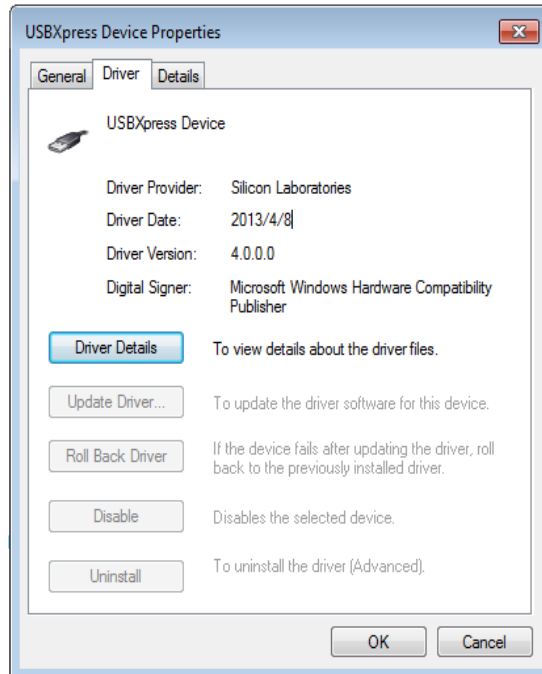 USBXpress Device Properties
General Driver Details
USBXpress Device
Driver Provider: Silicon Laboratories
Driver Date: 2013/4/8
Driver Version: 4.0.0.0
Digital Signer: Microsoft Windows Hardware Compatibility
Publisher
Driver Details To view details about the driver files.
Update Driver... To update the driver software for this device.
Roll Back Driver If the device fails after updating the driver, roll
back to the previously installed driver.
Disable Disables the selected device.
Uninstall To uninstall the driver (Advanced).
OK Cancel